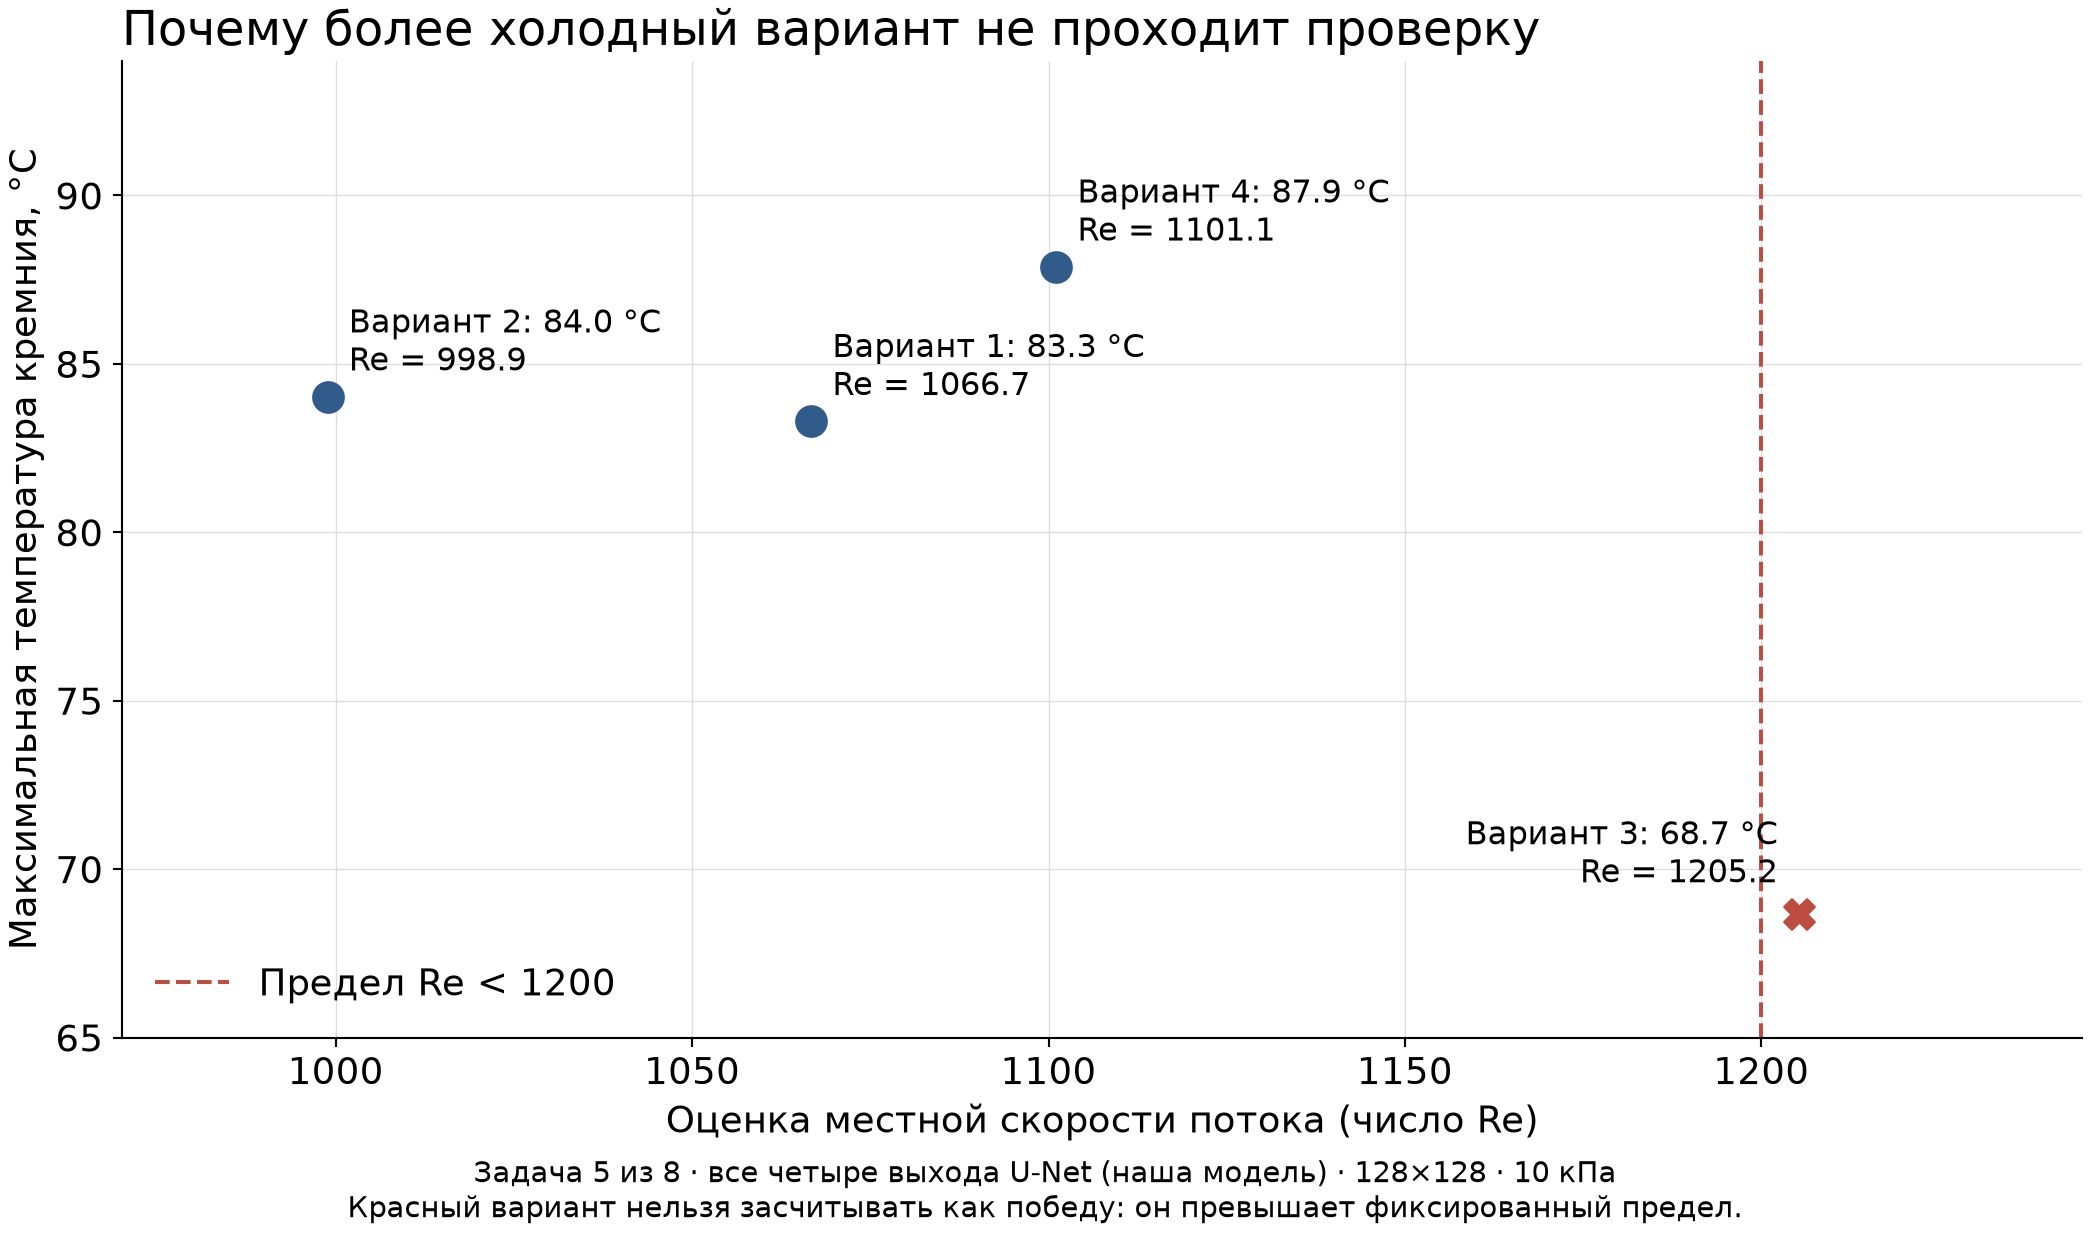 Почему более холодный вариант не проходит проверку
Максимальная температура кремния, °C
90
85
80
75
70
65
Вариант 4: 87.9 °C
Re = 1101.1
Вариант 2: 84.0 °C
Re = 998.9
Вариант 1: 83.3 °C
Re = 1066.7
Вариант 3: 68.7 °C
Re = 1205.2
Предел Re < 1200
1000
1050
1100
1150
1200
Оценка местной скорости потока (число Re)
Задача 5 из 8 · все четыре выхода U-Net (наша модель) · 128×128 · 10 кПа
Красный вариант нельзя засчитывать как победу: он превышает фиксированный предел.